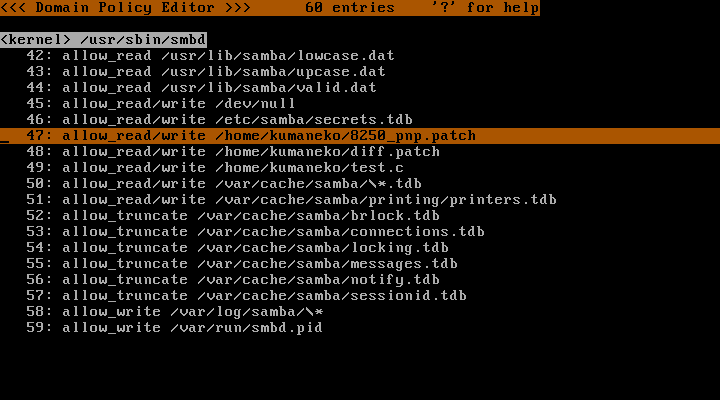 <<< Domain Policy Editor >>>      60 entries    '?' for help
<kernel> /usr/sbin/smbd
42: allow_read /usr/lib/samba/lowcase.dat
43: allow_read /usr/lib/samba/upcase.dat
44: allow_read /usr/lib/samba/valid.dat
45: allow_read/write /dev/null
46: allow_read/write /etc/samba/secrets.tdb
47: allow_read/write /home/kumaneko/8250_pnp.patch
48: allow_read/write /home/kumaneko/diff.patch
49: allow_read/write /home/kumaneko/test.c
50: allow_read/write /var/cache/samba/\*.tdb
51: allow_read/write /var/cache/samba/printing/printers.tdb
52: allow_truncate /var/cache/samba/brlock.tdb
53: allow_truncate /var/cache/samba/connections.tdb
54: allow_truncate /var/cache/samba/locking.tdb
55: allow_truncate /var/cache/samba/messages.tdb
56: allow_truncate /var/cache/samba/notify.tdb
57: allow_truncate /var/cache/samba/sessionid.tdb
58: allow_write /var/log/samba/\*
59: allow_write /var/run/smbd.pid